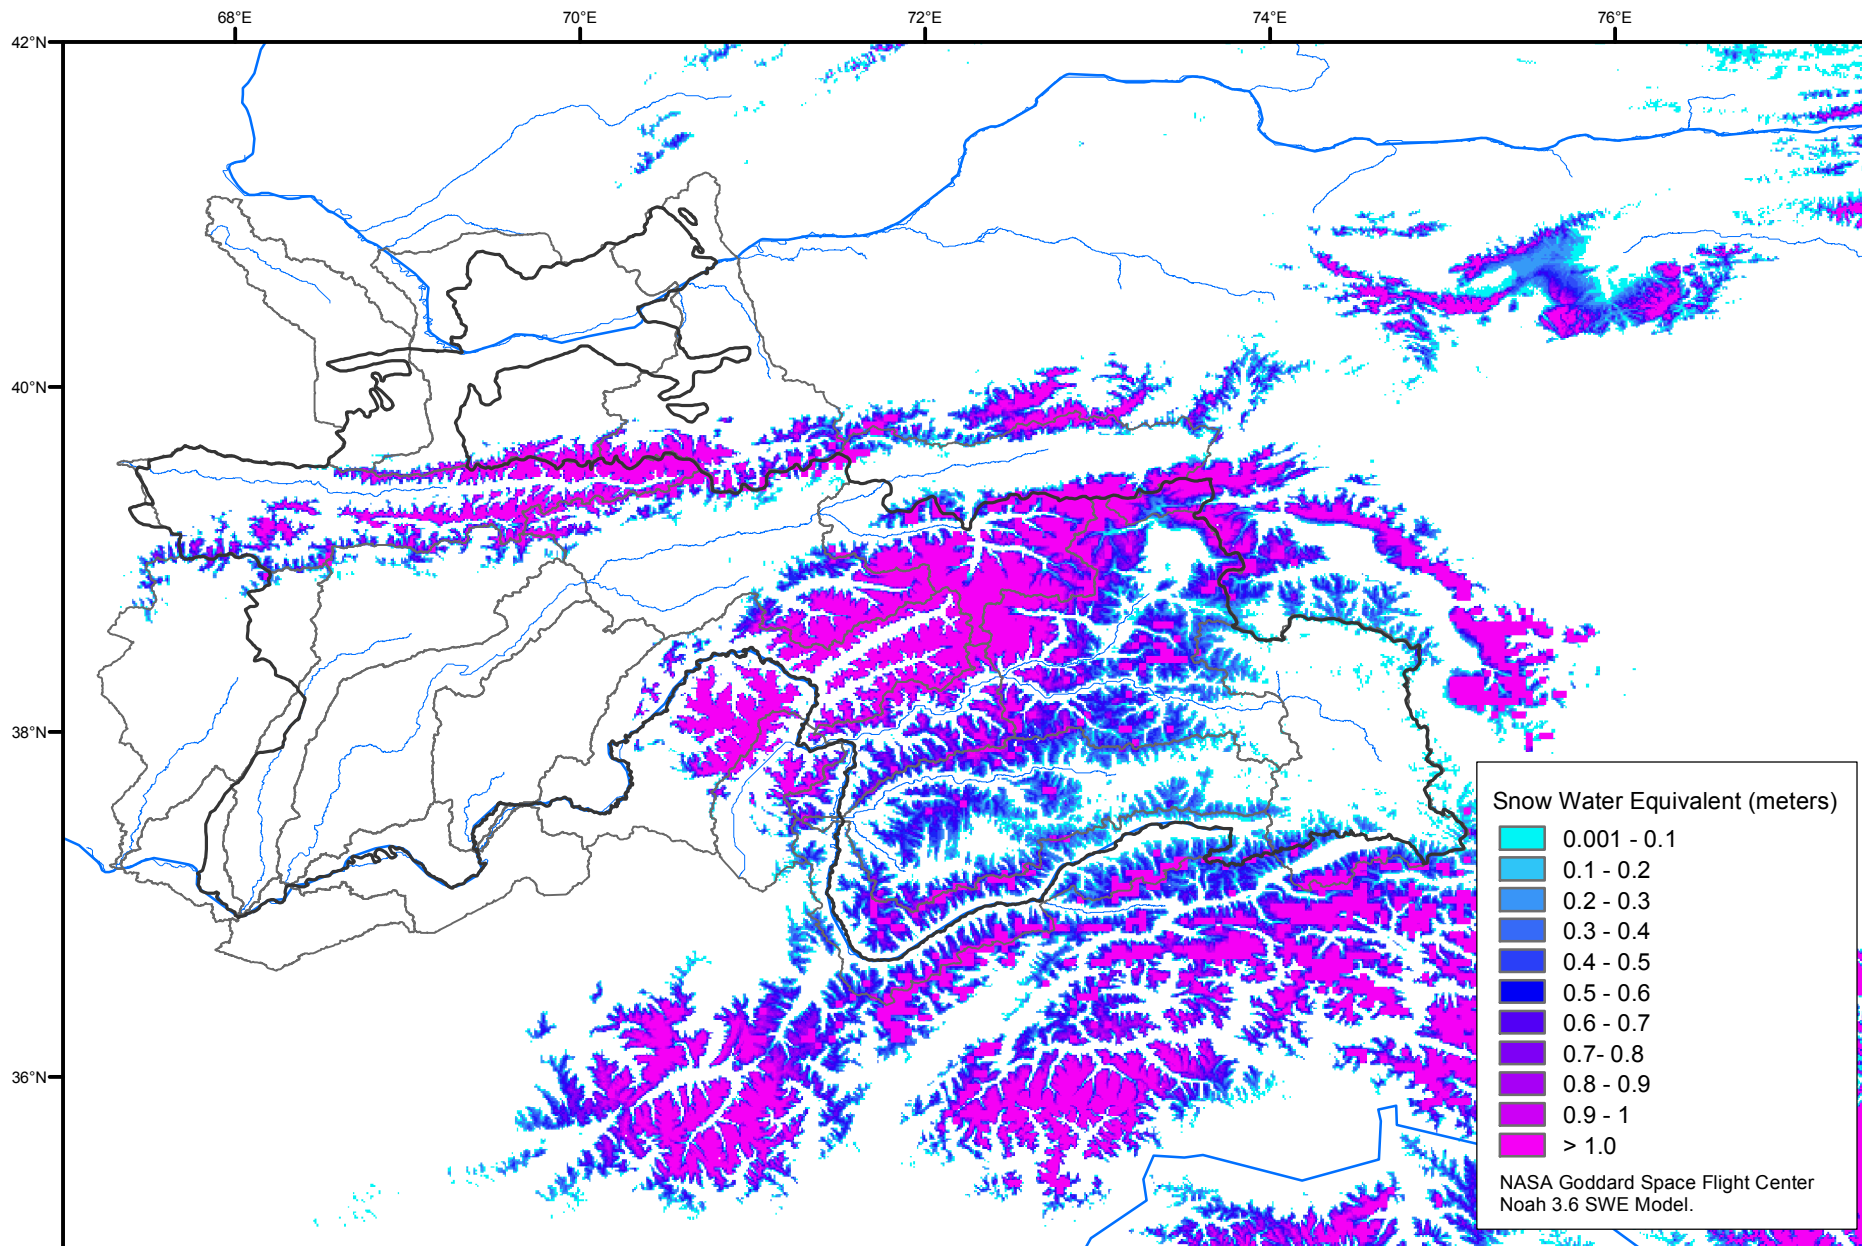 68°E 70°E 72°E 74°E 76°E
42°N
40°N
38°N
36°N
Snow Water Equivalent (meters)
0.001 - 0.1
0.1 - 0.2
0.2 - 0.3
0.3 - 0.4
0.4 - 0.5
0.5 - 0.6
0.6 - 0.7
0.7- 0.8
0.8 - 0.9
0.9 - 1
> 1.0
NASA Goddard Space Flight Center
Noah 3.6 SWE Model.